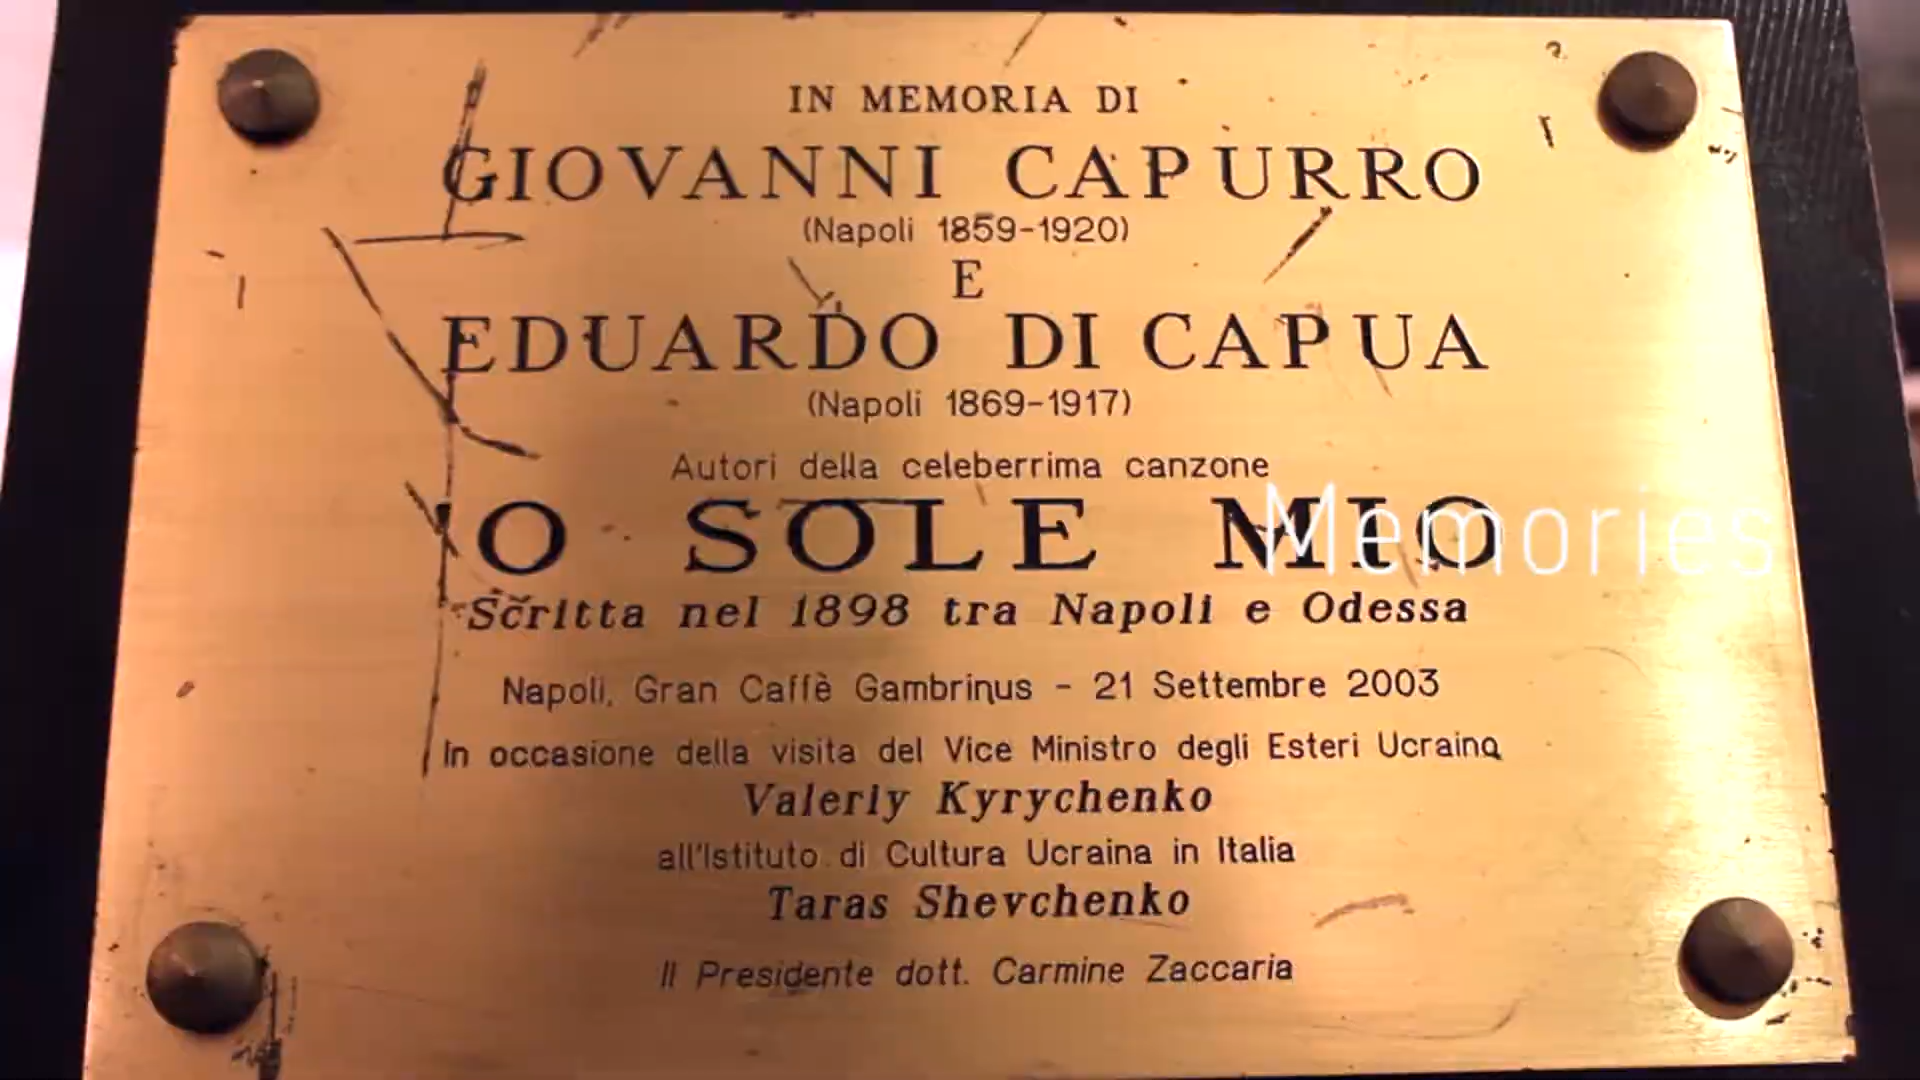 IN MEMORIA DI
GIOVANNI CAPURRO
(Napoli 1859-1920)
E
EDUARDO DI CAPUA
(Napoli 1869-1917)
Autori della celeberrima canzone
'O SOLE MIO
Memories
Scritta nel 1898 tra Napoli e Odessa
Napoli, Gran Caffè Gambrinus - 21 Settembre 2003
In occasione della visita del Vice Ministro degli Esteri Ucraino
Valeriy Kyrychenko
all'Istituto di Cultura Ucraina in Italia
Taras Shevchenko
Il Presidente dott. Carmine Zaccaria